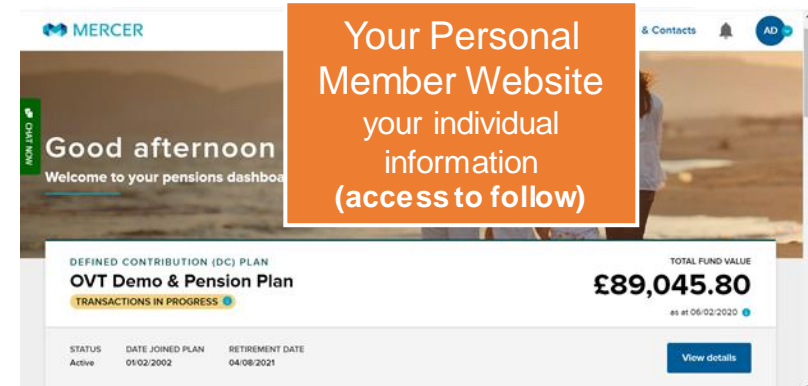 MERCER
Your Personal
Member Website
your individual
information
(access to follow)
& Contacts
AD
CHAT NOW
Good afternoon
Welcome to your pensions
DEFINED CONTRIBUTION (DC) PLAN
OVT Demo & Pension Plan
TRANSACTIONS IN PROGRESS
TOTAL FUND VALUE
£89,045.80
as at 06/02/2020
STATUS DATE JOINED PLAN RETIREMENT DATE
Active 01/02/2002 04/08/2021
View details